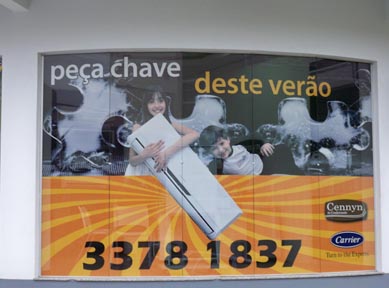 peça chave
deste verão
Cennyn
Carrier
Turn to the Experts
3378 1837